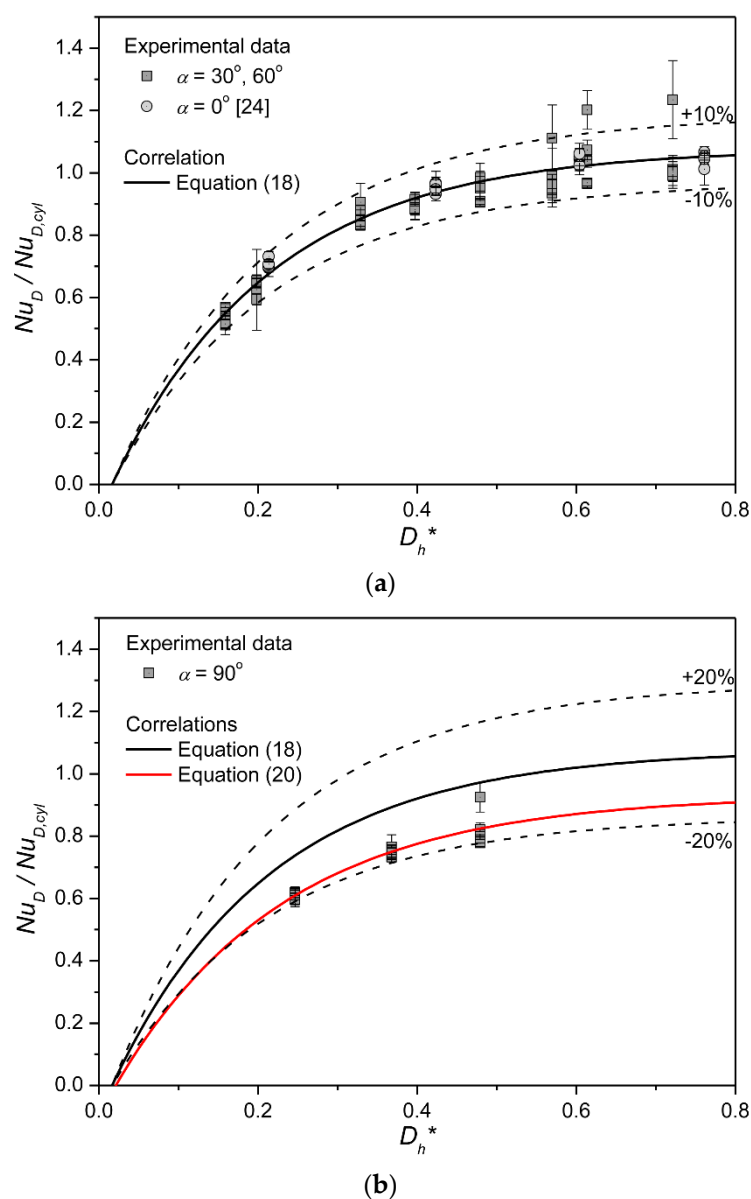 1.4
Experimental data
α = 30°, 60°
α = 0° [24]
Correlation
Equation (18)
+10%
-10%
1.2
1.0
0.8
0.6
0.4
0.2
0.0
Nu_D / Nu_D,cyl
0.0 0.2 0.4 0.6 0.8
D_h*
(a)
1.4
Experimental data
α = 90°
Correlations
Equation (18)
Equation (20)
+20%
-20%
1.2
1.0
0.8
0.6
0.4
0.2
0.0
Nu_D / Nu_D,cyl
0.0 0.2 0.4 0.6 0.8
D_h*
(b)